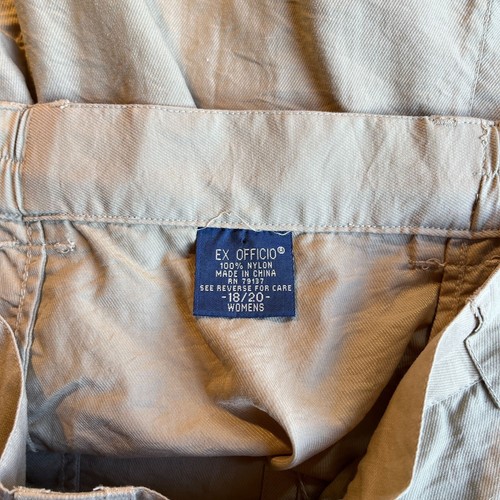 EX OFFICIO®
100% NYLON
MADE IN CHINA
RN 79137
SEE REVERSE FOR CARE
-18/20-
WOMENS